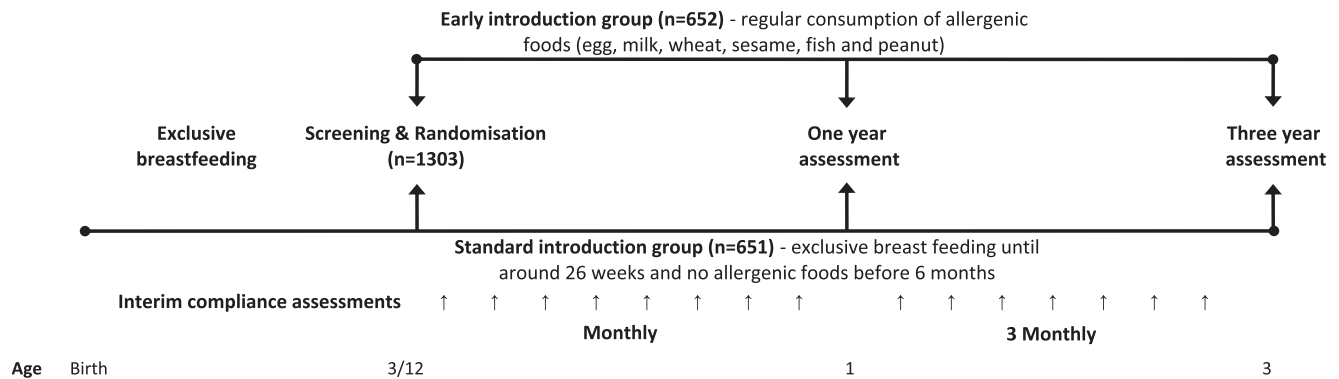 Early introduction group (n=652) - regular consumption of allergenic
foods (egg, milk, wheat, sesame, fish and peanut)
Exclusive
breastfeeding
Screening & Randomisation
(n=1303)
One year
assessment
Three year
assessment
Standard introduction group (n=651) - exclusive breast feeding until
around 26 weeks and no allergenic foods before 6 months
Interim compliance assessments ↑ ↑ ↑ ↑ ↑ ↑ ↑ ↑ ↑ ↑ ↑ ↑ ↑ ↑ ↑
Monthly 3 Monthly
Age Birth 3/12 1 3